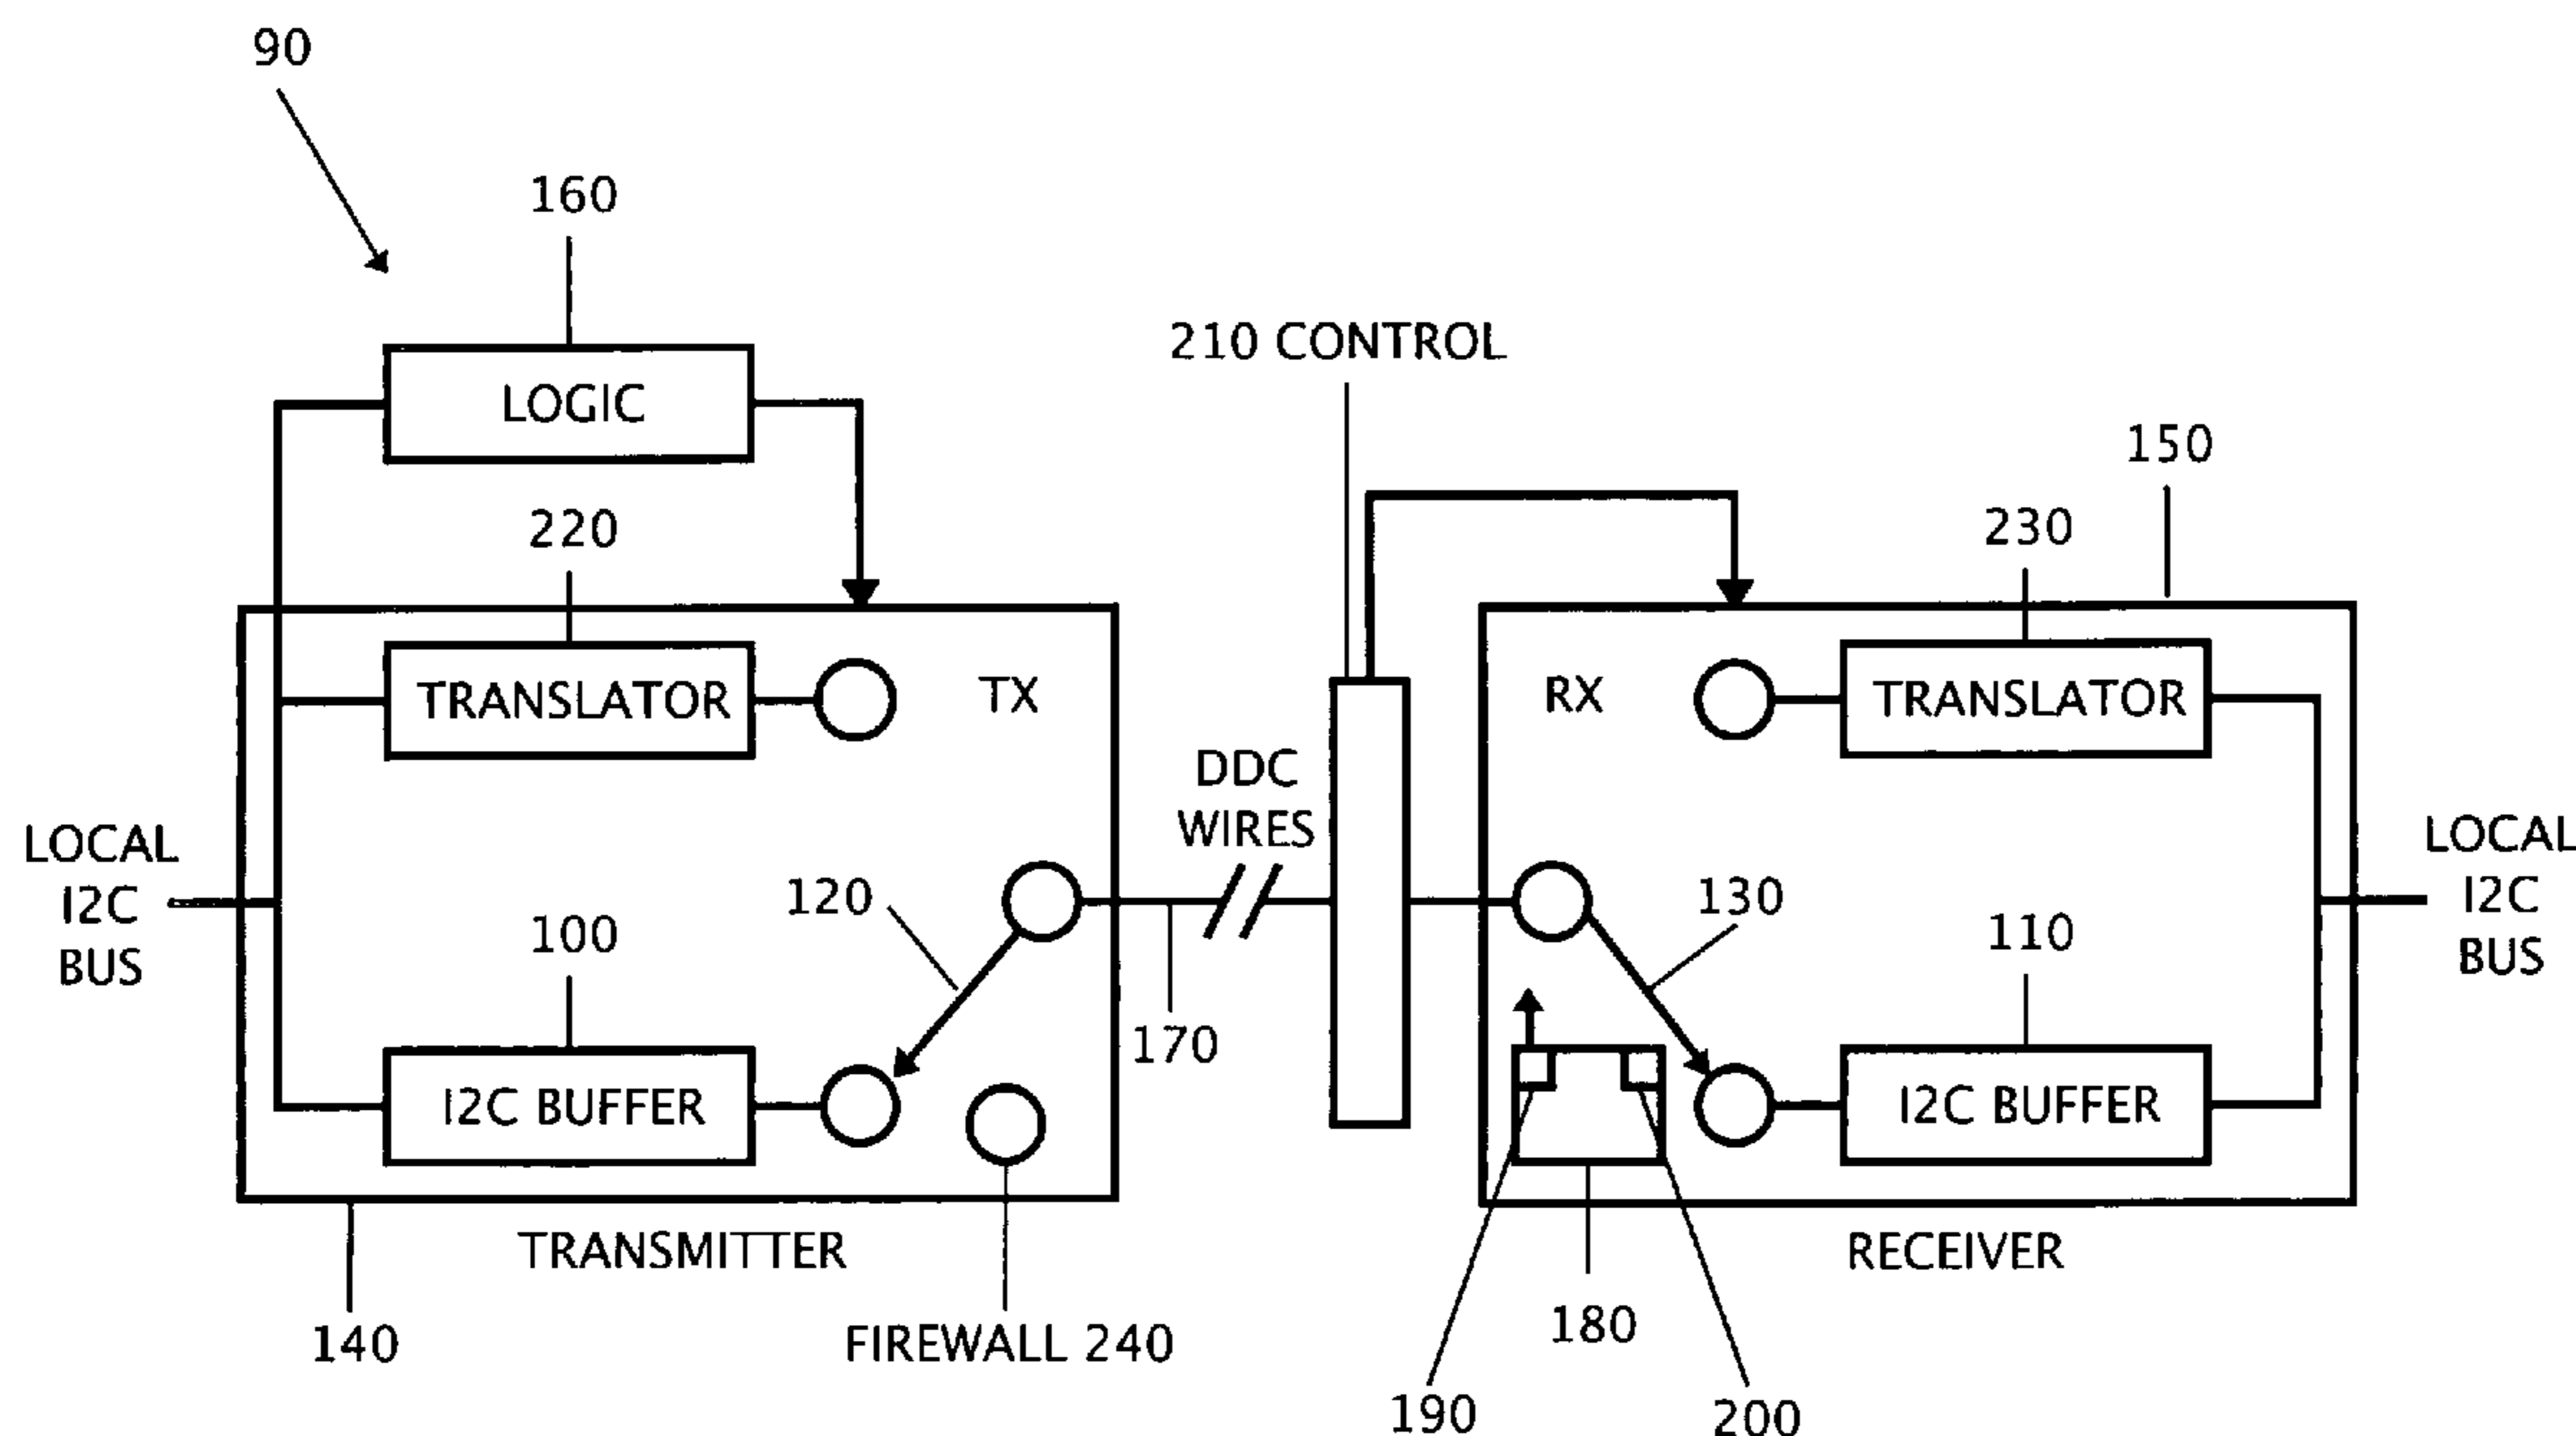 90
160
210 CONTROL
LOGIC
150
220
230
TRANSLATOR
TX
RX
TRANSLATOR
DDC
WIRES
LOCAL
I2C
BUS
120
130
LOCAL
I2C
BUS
100
110
170
I2C BUFFER
I2C BUFFER
TRANSMITTER
RECEIVER
140
FIREWALL 240
180
190
200